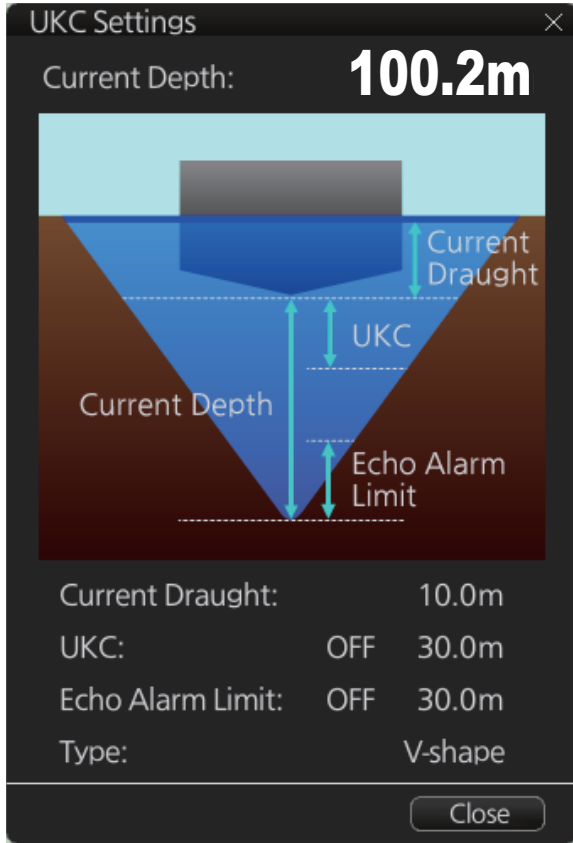 UKC Settings
Current Depth: 100.2m
Current
Draught
UKC
Current Depth
Echo Alarm
Limit
Current Draught: 10.0m
UKC: OFF 30.0m
Echo Alarm Limit: OFF 30.0m
Type: V-shape
Close